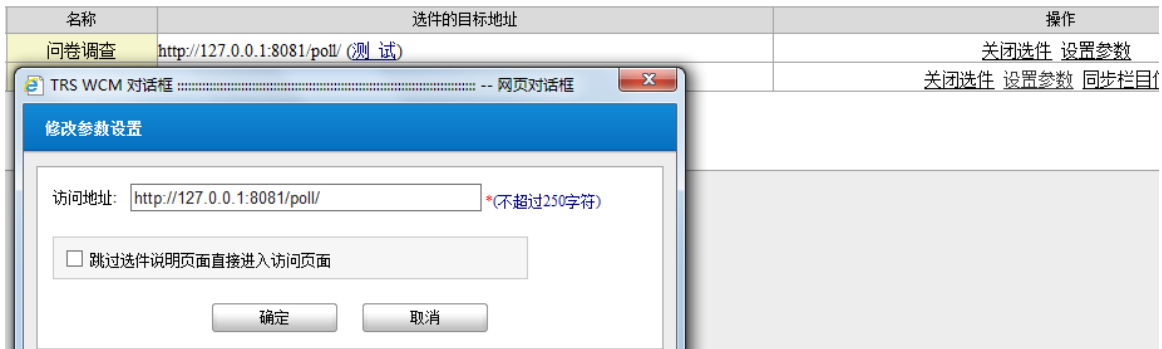 名称 选件的目标地址 操作
问卷调查 http://127.0.0.1:8081/poll/ (测 试) 关闭选件 设置参数
关闭选件 设置参数 同步栏目
TRS WCM 对话框 -- 网页对话框
修改参数设置
访问地址: http://127.0.0.1:8081/poll/ *(不超过250字符)
跳过选件说明页面直接进入访问页面
确定 取消